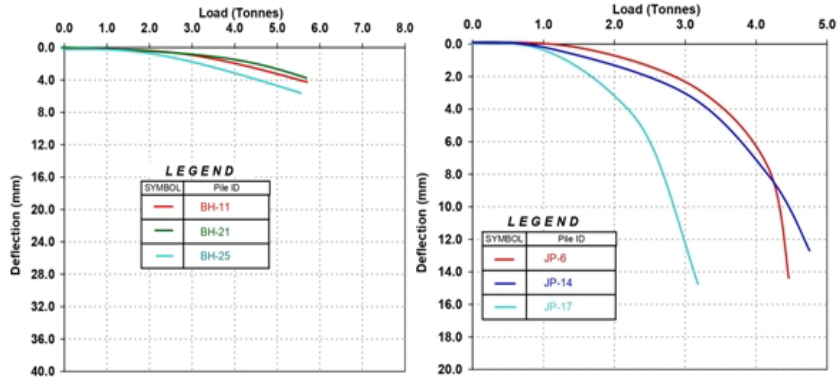 Load (Tonnes)
0.0 1.0 2.0 3.0 4.0 5.0 6.0 7.0 8.0
0.0
4.0
8.0
12.0
16.0
20.0
24.0
28.0
32.0
36.0
40.0
Deflection (mm)
LEGEND
SYMBOL Pile ID
BH-11
BH-21
BH-25
Load (Tonnes)
0.0 1.0 2.0 3.0 4.0 5.0
0.0
2.0
4.0
6.0
8.0
10.0
12.0
14.0
16.0
18.0
20.0
Deflection (mm)
LEGEND
SYMBOL Pile ID
JP-6
JP-14
JP-17